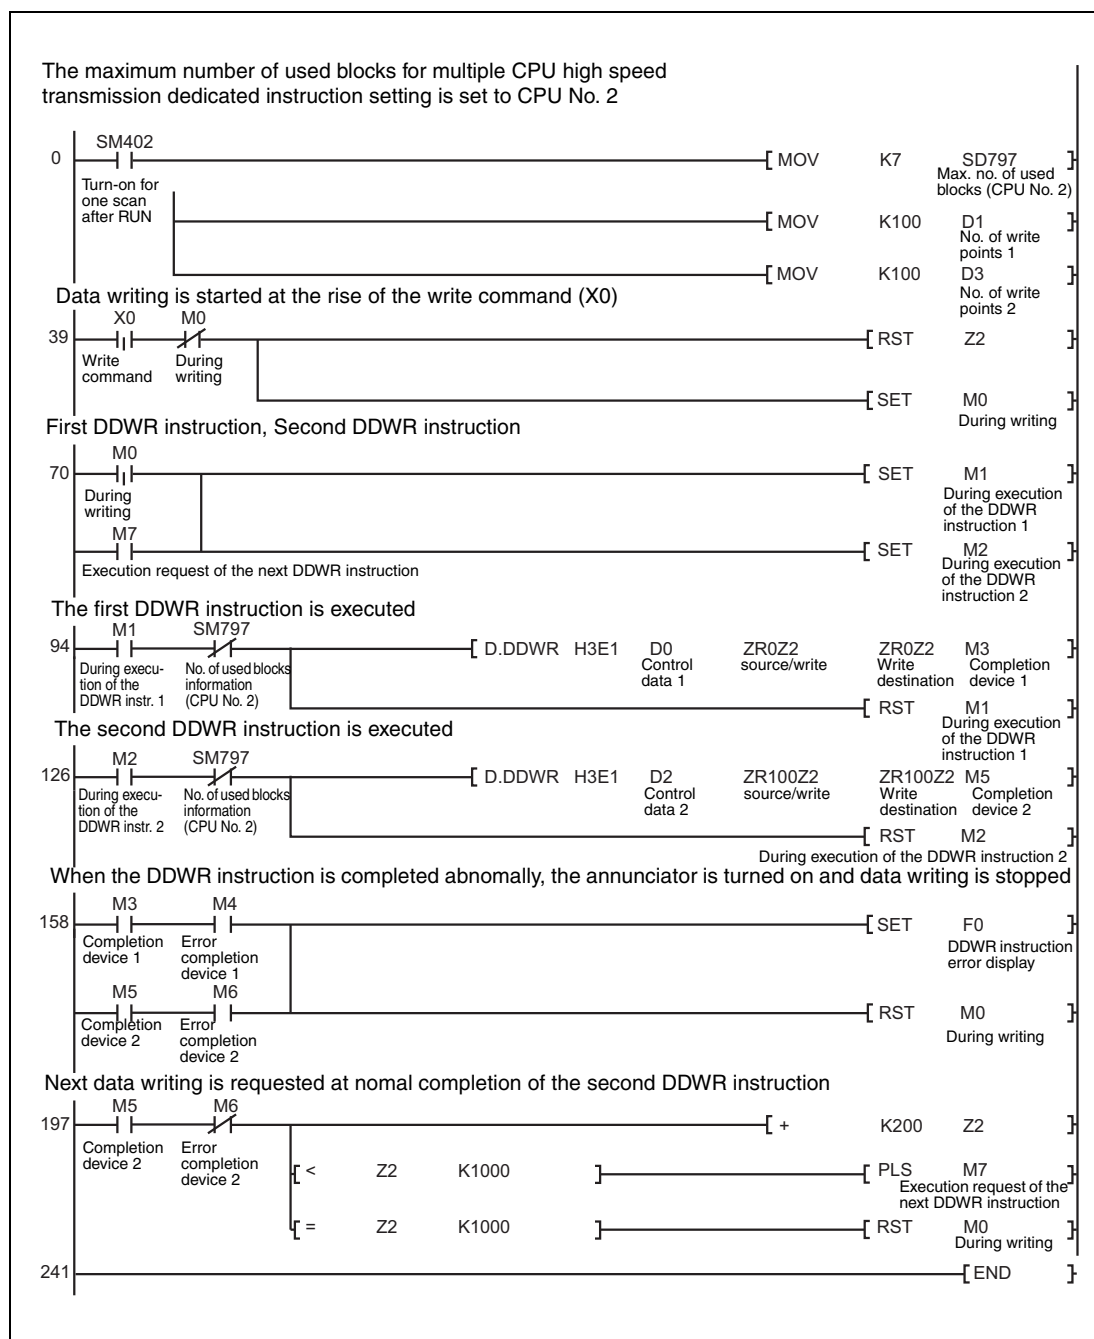 The maximum number of used blocks for multiple CPU high speed
transmission dedicated instruction setting is set to CPU No. 2
SM402
0 MOV K7 SD797
Max. no. of used
blocks (CPU No. 2)
Turn-on for
one scan
after RUN
MOV K100 D1
No. of write
points 1
MOV K100 D3
No. of write
points 2
Data writing is started at the rise of the write command (X0)
X0 M0
39 RST Z2
Write
command
During
writing
SET M0
During writing
First DDWR instruction, Second DDWR instruction
M0
70 SET M1
During
writing
During execution
of the DDWR
instruction 1
M7
SET M2
Execution request of the next DDWR instruction
During execution
of the DDWR
instruction 2
The first DDWR instruction is executed
M1 SM797
94 D.DDWR H3E1 D0 ZR0Z2 ZR0Z2 M3
During execu-
tion of the
DDWR instr. 1
No. of used blocks
information
(CPU No. 2)
Control
data 1
source/write
Write
destination
Completion
device 1
RST M1
During execution
of the DDWR
instruction 1
The second DDWR instruction is executed
M2 SM797
126 D.DDWR H3E1 D2 ZR100Z2 ZR100Z2 M5
During execu-
tion of the
DDWR instr. 2
No. of used blocks
information
(CPU No. 2)
Control
data 2
source/write
Write
destination
Completion
device 2
RST M2
During execution of the DDWR instruction 2
When the DDWR instruction is completed abnomally, the annunciator is turned on and data writing is stopped
M3 M4
158 SET F0
Completion
device 1
Error
completion
device 1
DDWR instruction
error display
M5 M6
RST M0
Completion
device 2
Error
completion
device 2
During writing
Next data writing is requested at nomal completion of the second DDWR instruction
M5 M6
197 + K200 Z2
Completion
device 2
Error
completion
device 2
< Z2 K1000 PLS M7
Execution request of the
next DDWR instruction
= Z2 K1000 RST M0
During writing
241 END